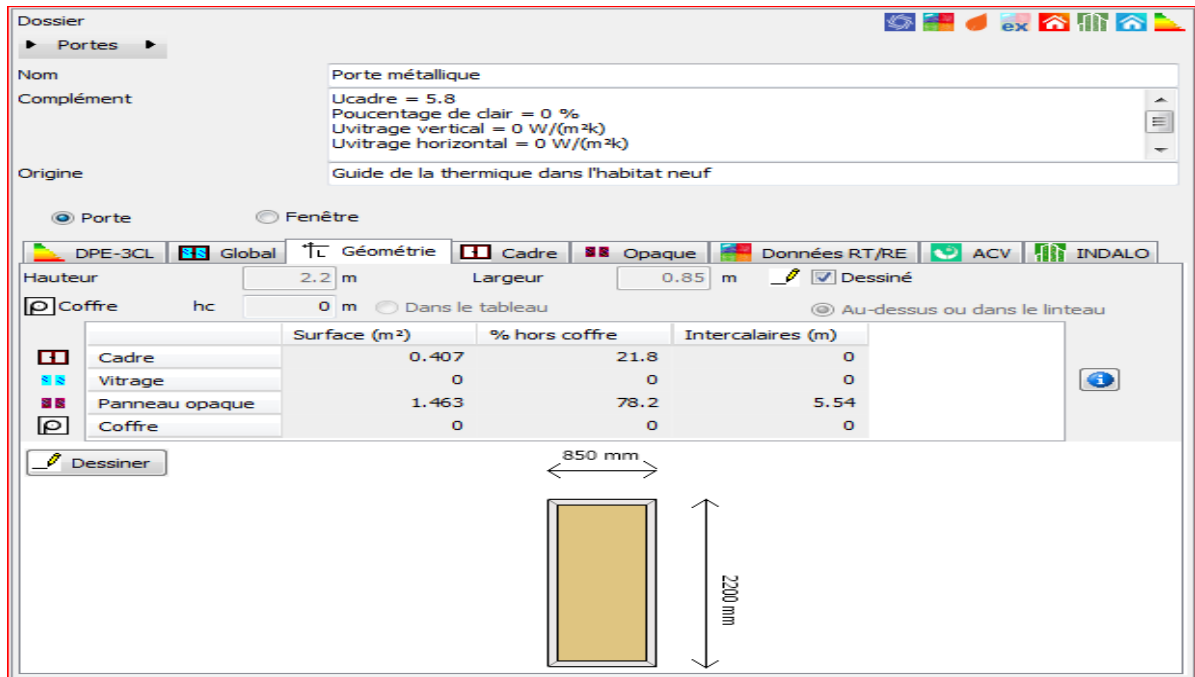 Dossier
ex
Portes
Nom Porte métallique
Complément Ucadre = 5.8
Poucentage de clair = 0 %
Uvitrage vertical = 0 W/(m²k)
Uvitrage horizontal = 0 W/(m²k)
Origine Guide de la thermique dans l'habitat neuf
Porte Fenêtre
DPE-3CL Global Géométrie Cadre Opaque Données RT/RE ACV INDALO
Hauteur 2.2 m Largeur 0.85 m Dessiné
Coffre hc 0 m Dans le tableau Au-dessus ou dans le linteau
Surface (m²) % hors coffre Intercalaires (m)
Cadre 0.407 21.8 0
Vitrage 0 0 0
Panneau opaque 1.463 78.2 5.54
Coffre 0 0 0
Dessiner
850 mm
2200 mm